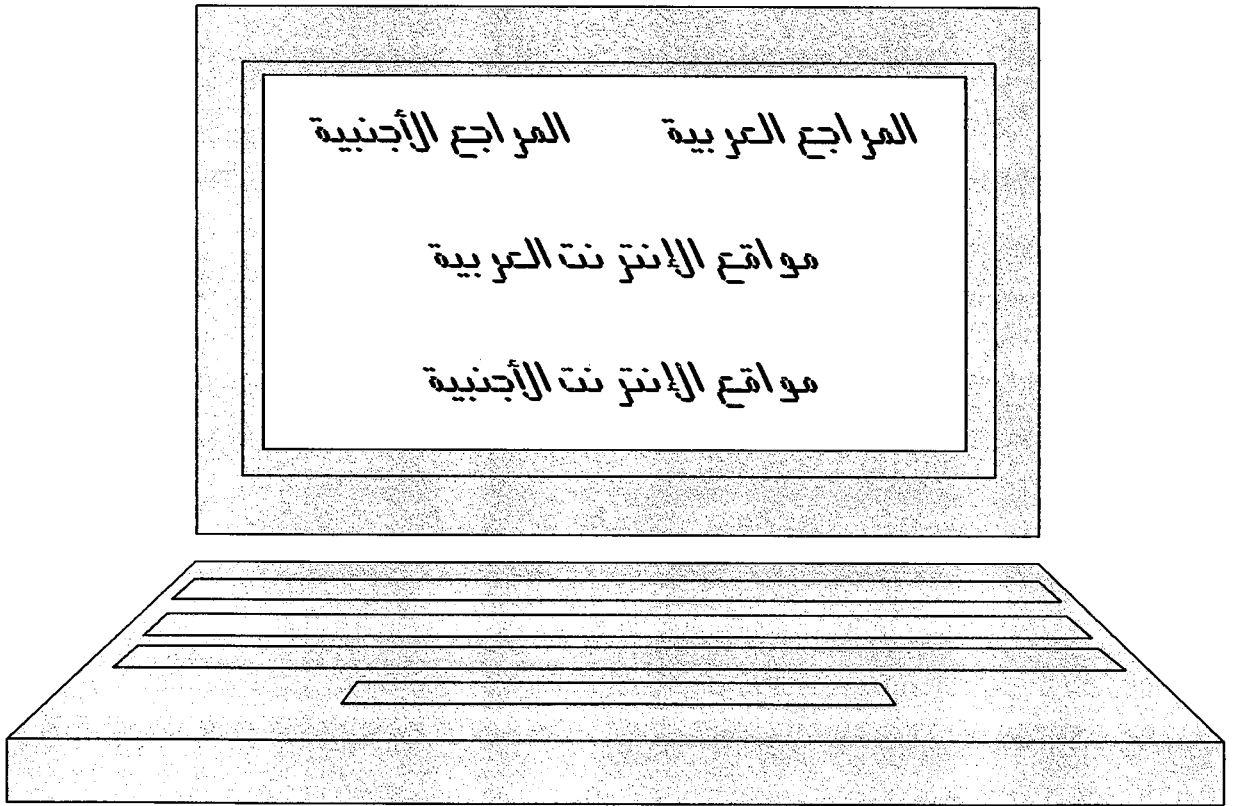 المراجع العربية المراجع الأجنبية
مواقع الإنترنت العربية
مواقع الإنترنت الأجنبية